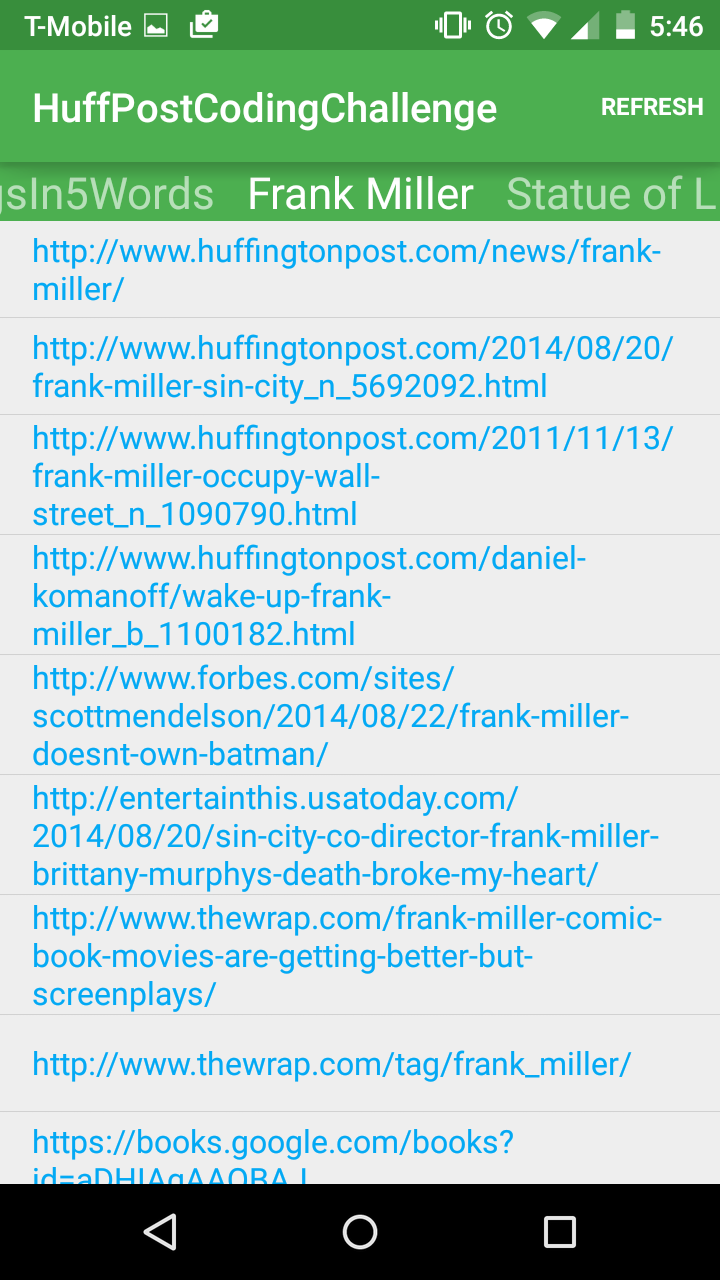 T-Mobile 5:46
HuffPostCodingChallenge REFRESH
gsIn5Words Frank Miller Statue of L
http://www.huffingtonpost.com/news/frank-
miller/
http://www.huffingtonpost.com/2014/08/20/
frank-miller-sin-city_n_5692092.html
http://www.huffingtonpost.com/2011/11/13/
frank-miller-occupy-wall-
street_n_1090790.html
http://www.huffingtonpost.com/daniel-
komanoff/wake-up-frank-
miller_b_1100182.html
http://www.forbes.com/sites/
scottmendelson/2014/08/22/frank-miller-
doesnt-own-batman/
http://entertainthis.usatoday.com/
2014/08/20/sin-city-co-director-frank-miller-
brittany-murphys-death-broke-my-heart/
http://www.thewrap.com/frank-miller-comic-
book-movies-are-getting-better-but-
screenplays/
http://www.thewrap.com/tag/frank_miller/
https://books.google.com/books?